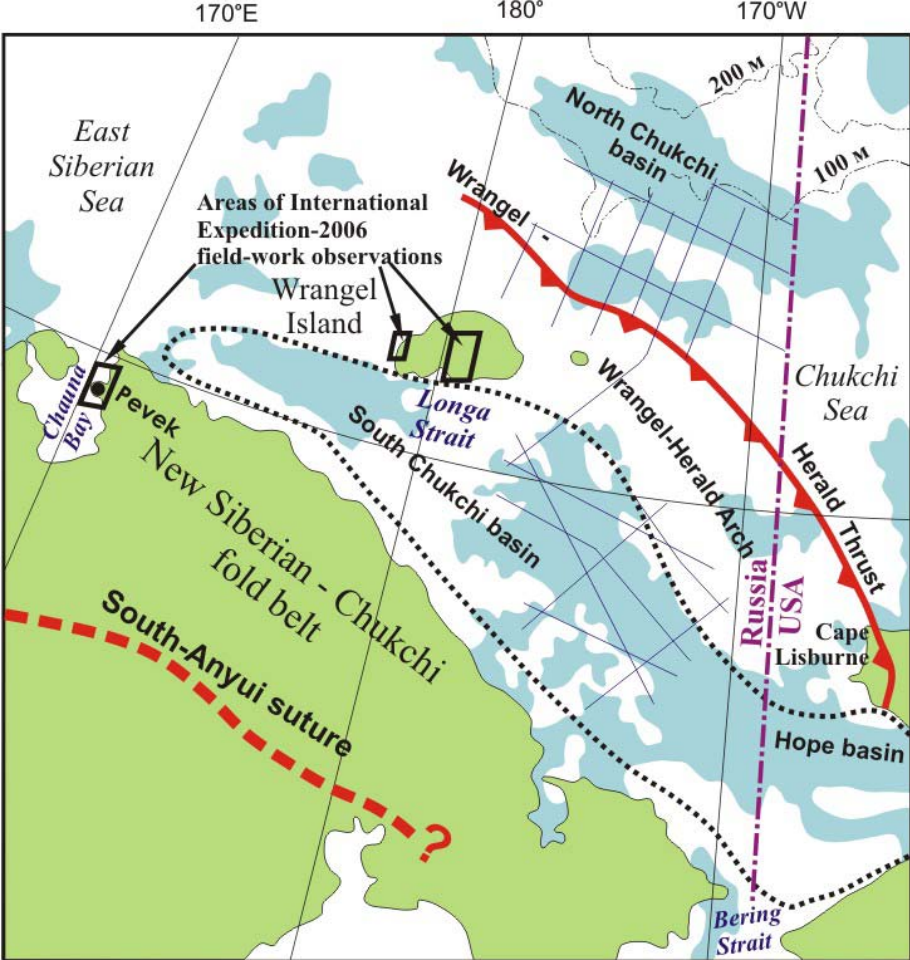 170°E
180°
170°W
200 м
100 м
North Chukchi
basin
East
Siberian
Sea
Wrangel -
Areas of International
Expedition-2006
field-work observations
Wrangel
Island
Chukchi
Sea
Chauna
Bay
Pevek
Longa
Strait
South Chukchi basin
Wrangel-Herald Arch
Herald Thrust
New Siberian - Chukchi
fold belt
Russia
USA
South-Anyui suture
?
Cape
Lisburne
Hope basin
Bering
Strait